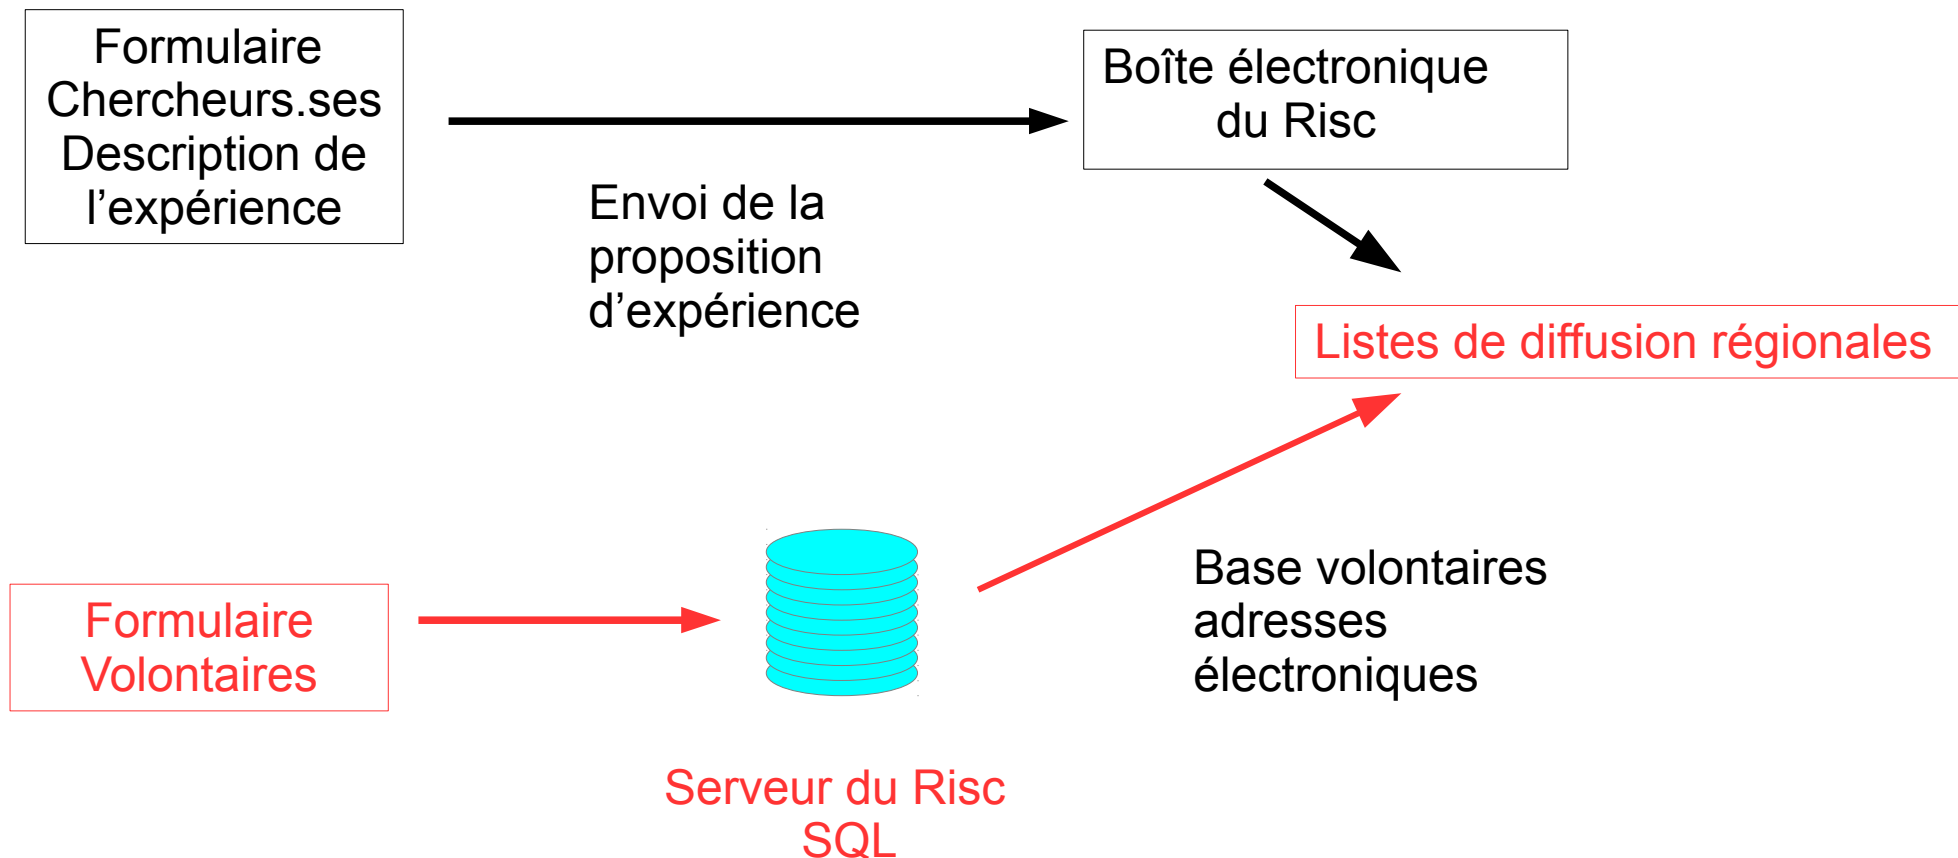 Formulaire
Chercheurs.ses
Description de
l’expérience
Boîte électronique
du Risc
Envoi de la
proposition
d’expérience
Listes de diffusion régionales
Formulaire
Volontaires
Base volontaires
adresses
électroniques
Serveur du Risc
SQL